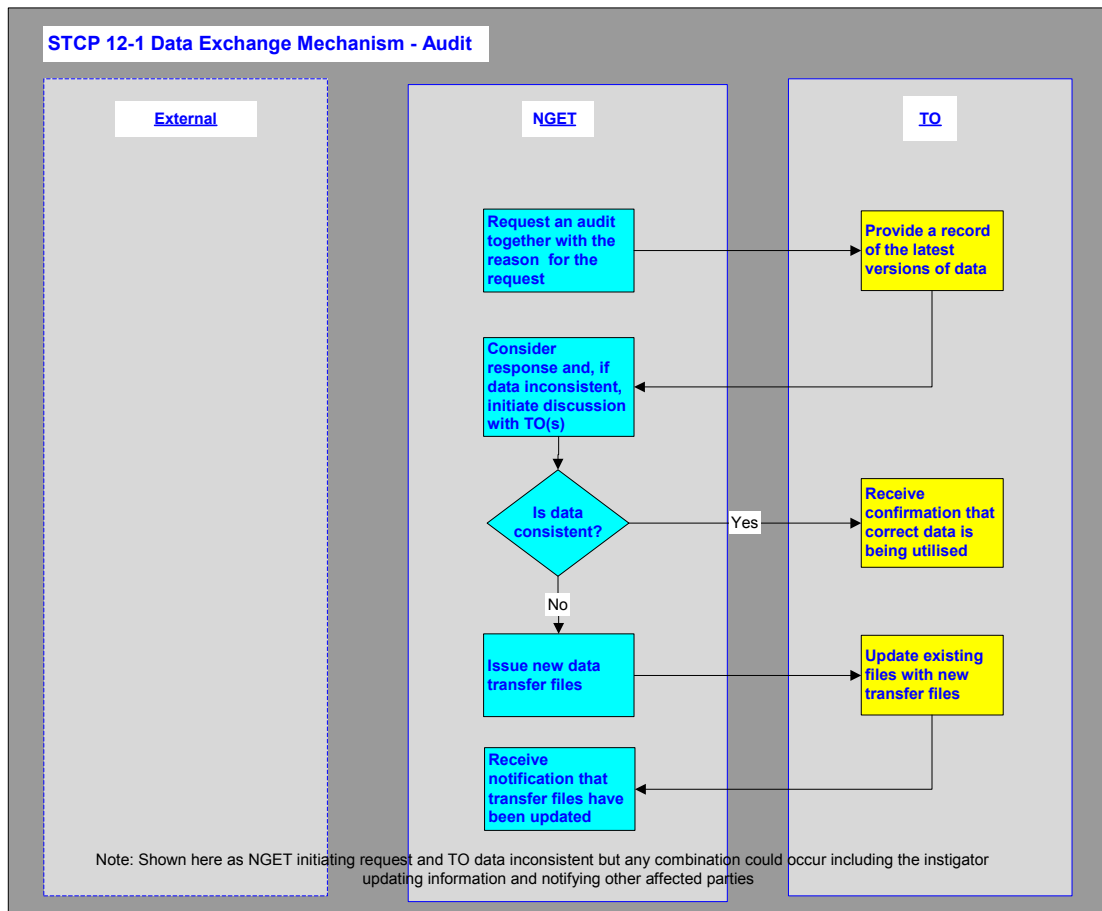 STCP 12-1 Data Exchange Mechanism - Audit
External
NGET
TO
Request an audit
together with the
reason for the
request
Provide a record
of the latest
versions of data
Consider
response and, if
data inconsistent,
initiate discussion
with TO(s)
Is data
consistent?
Yes
Receive
confirmation that
correct data is
being utilised
No
Issue new data
transfer files
Update existing
files with new
transfer files
Receive
notification that
transfer files have
been updated
Note: Shown here as NGET initiating request and TO data inconsistent but any combination could occur including the instigator
updating information and notifying other affected parties